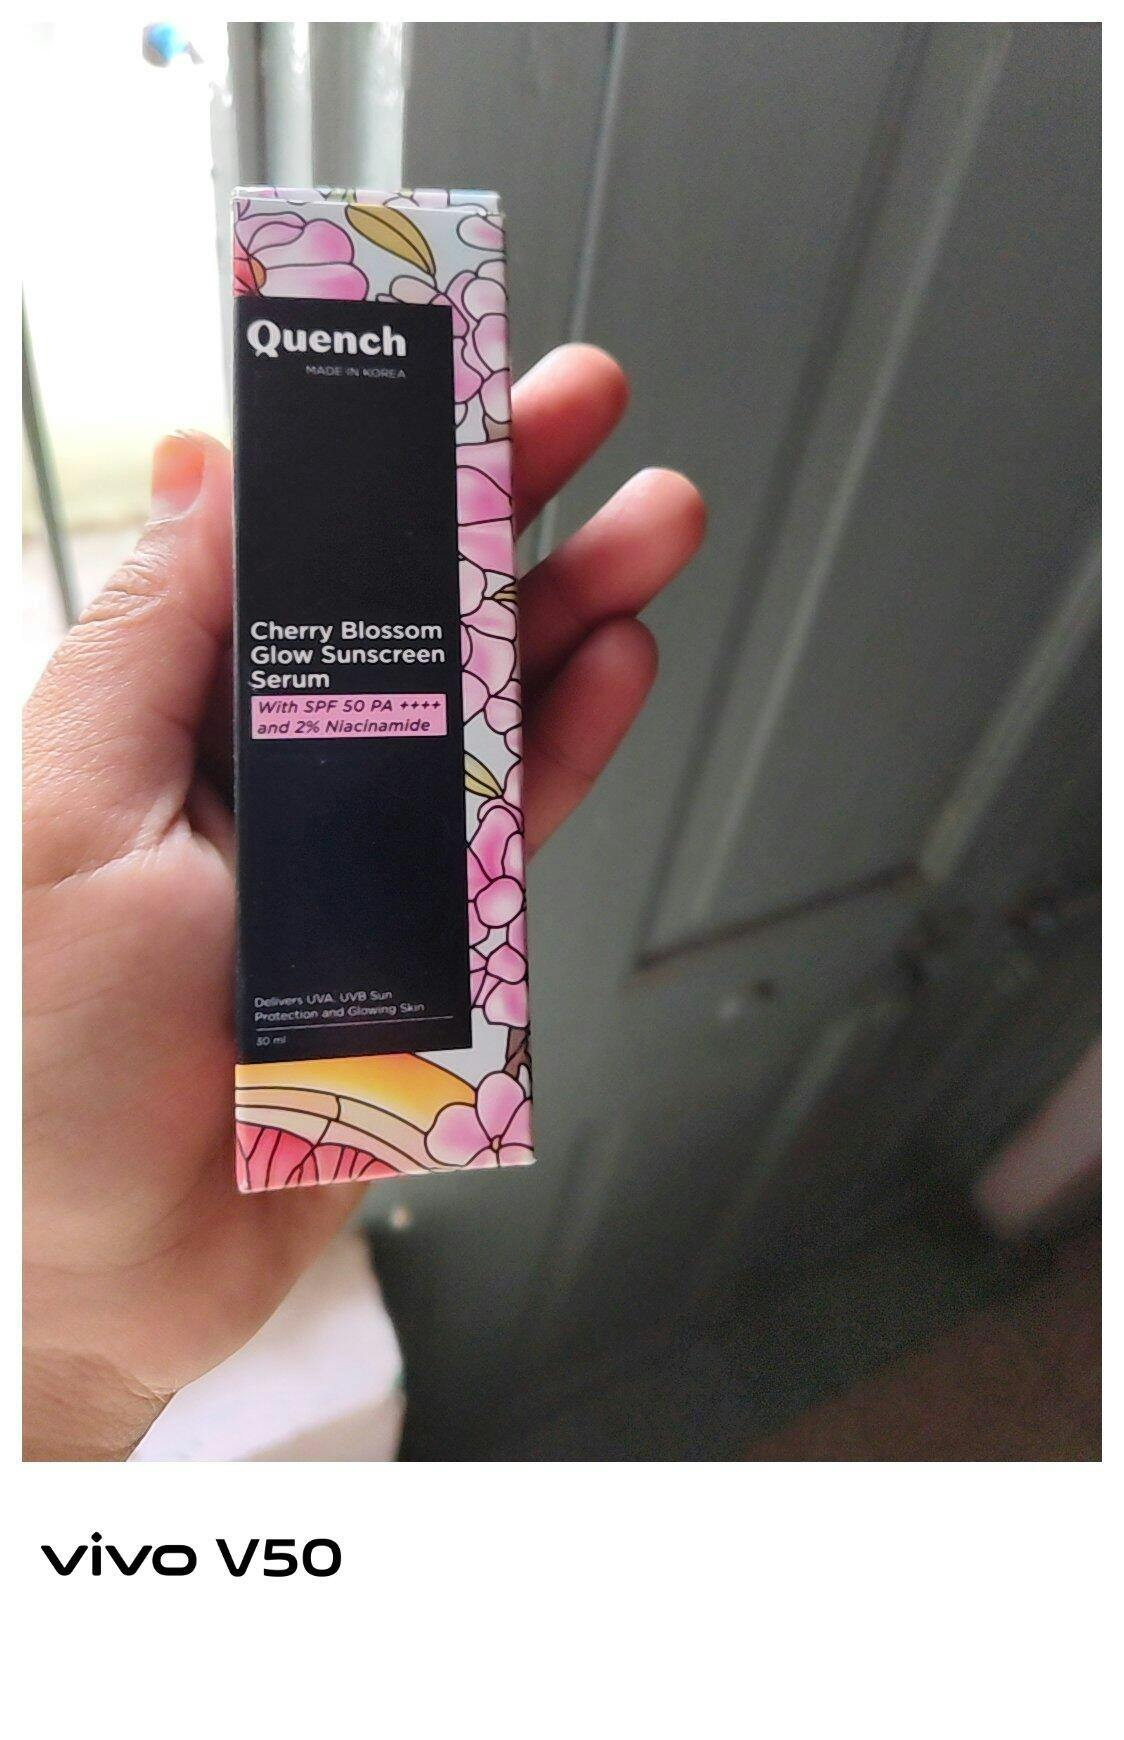 Quench
MADE IN KOREA
Cherry Blossom
Glow Sunscreen
Serum
With SPF 50 PA ++++
and 2% Niacinamide
Delivers UVA, UVB Sun
Protection and Glowing Skin
30 ml
vivo V50